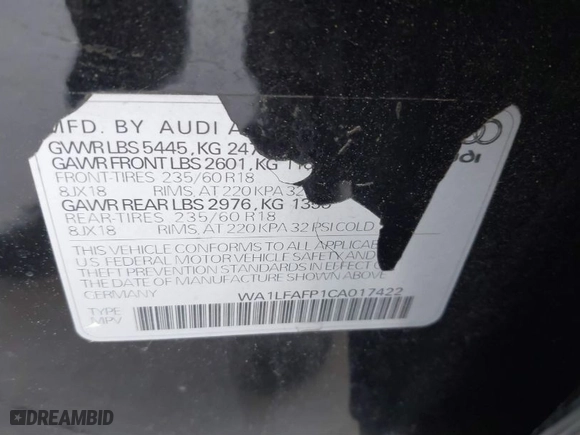 MFD. BY AUDI A
GVWR LBS 5445, KG 247
GAWR FRONT LBS 2601, KG 118
FRONT-TIRES 235/60 R18
8JX18 RIMS, AT 220 KPA 32
GAWR REAR LBS 2976, KG 1350
REAR-TIRES 235/60 R18
8JX18 RIMS, AT 220 KPA 32 PSI COLD
THIS VEHICLE CONFORMS TO ALL APPLICABLE
U.S. FEDERAL MOTOR VEHICLE SAFETY AN
THEFT PREVENTION STANDARDS IN EFFECT
THE DATE OF MANUFACTURE SHOWN ABOVE
GERMANY WA1LFAFP1CA017422
TYPE
MPV
DREAMBID